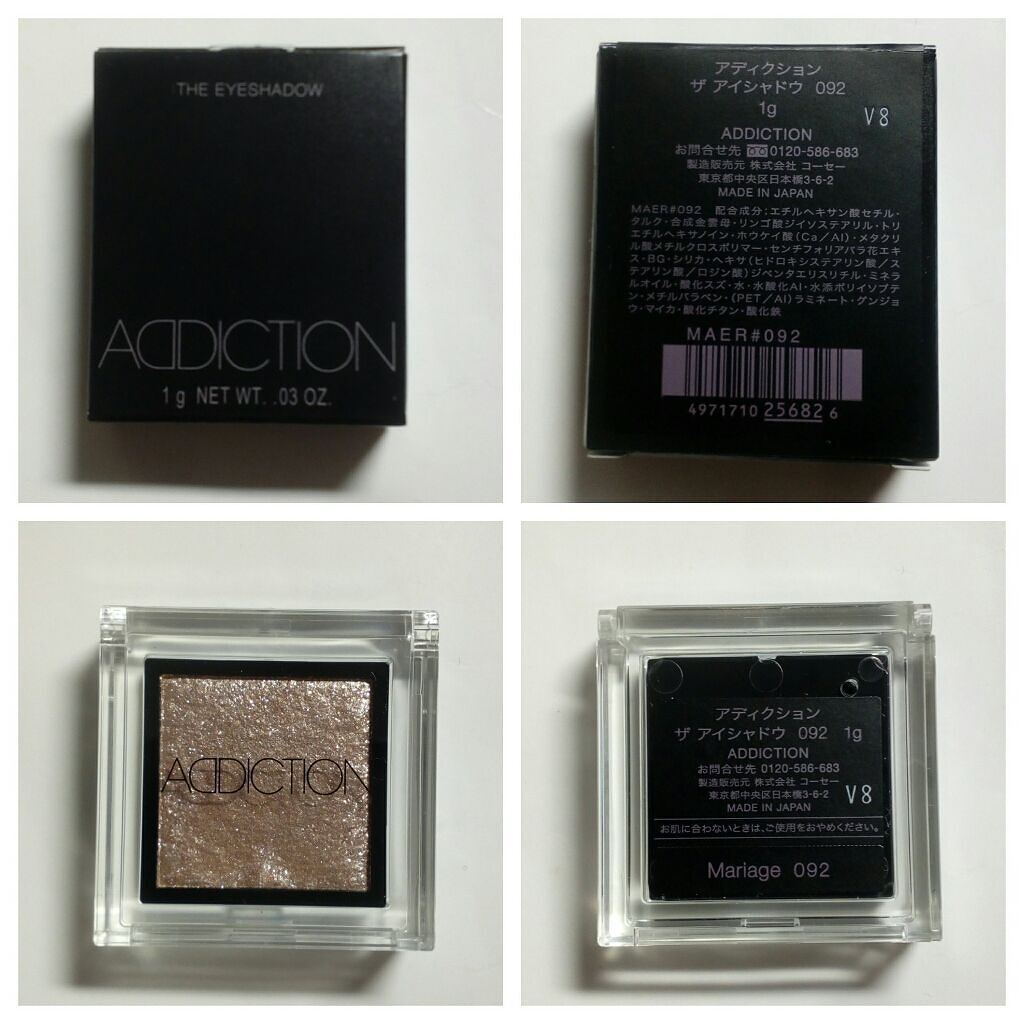 THE EYESHADOW
ADDICTION
1 g NET WT. .03 OZ.
アディクション
ザ アイシャドウ 092
1g
V8
ADDICTION
お問合せ先 0120-586-683
製造販売元 株式会社 コーセー
東京都中央区日本橋3-6-2
MADE IN JAPAN
MAER#092 配合成分:エチルヘキサン酸セチル・
タルク・合成金雲母・リンゴ酸ジイソステアリル・トリ
エチルヘキサノイン・ホウケイ酸(Ca/Al)・メタクリ
ル酸メチルクロスポリマー・センチフォリアバラ花エキ
ス・BG・シリカ・ヘキサ(ヒドロキシステアリン酸/ス
テアリン酸/ロジン酸)ジペンタエリスリチル・ミネラ
ルオイル・酸化スズ・水・水酸化Al・水添ポリイソブテ
ン・メチルパラベン・(PET/Al)ラミネート・グンジョ
ウ・マイカ・酸化チタン・酸化鉄
MAER#092
4971710 25682 6
ADDICTION
アディクション
ザ アイシャドウ 092 1g
ADDICTION
お問合せ先 0120-586-683
製造販売元 株式会社 コーセー
東京都中央区日本橋3-6-2
MADE IN JAPAN
V8
お肌に合わないときは、ご使用をおやめください。
Mariage 092